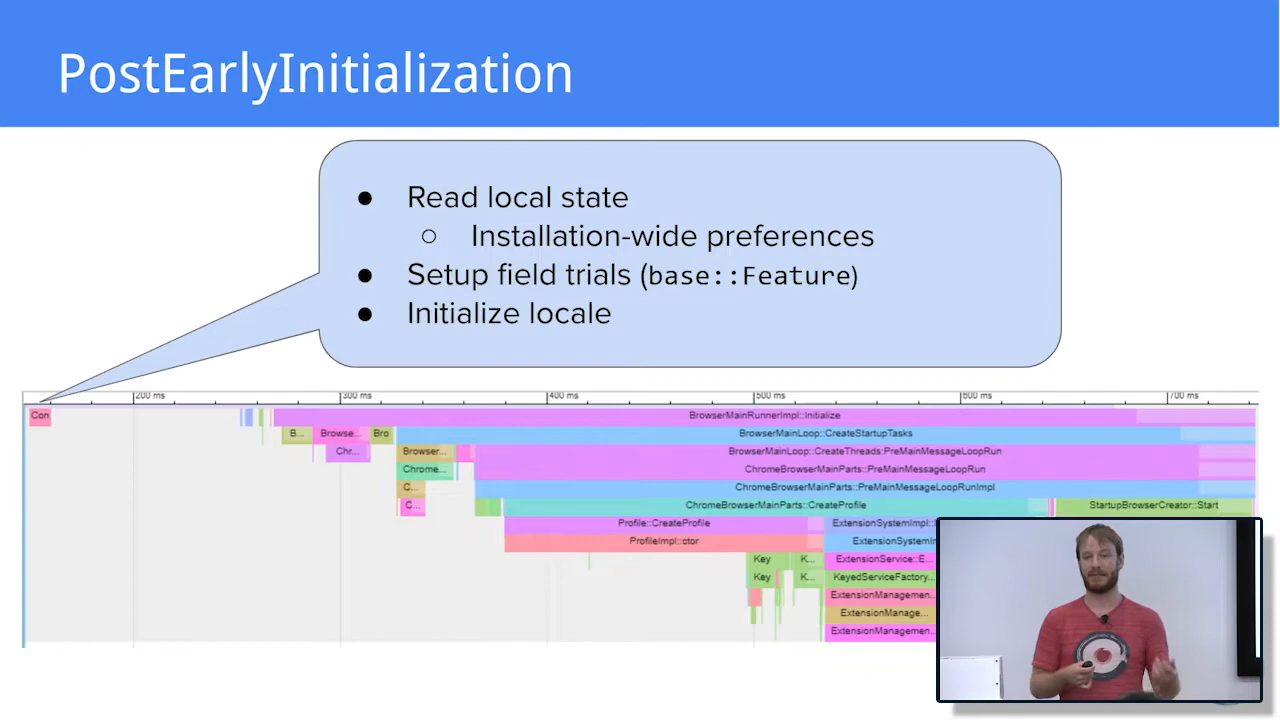 PostEarlyInitialization
● Read local state
○ Installation-wide preferences
● Setup field trials (base::Feature)
● Initialize locale
200 ms 300 ms 400 ms 500 ms 600 ms 700 ms
Con BrowserMainRunnerImpl::Initialize
B... Browse... Bro BrowserMainLoop::CreateStartupTasks
Chr... Browser... BrowserMainLoop::CreateThreads:PreMainMessageLoopRun
Chrome... ChromeBrowserMainParts::PreMainMessageLoopRun
C... ChromeBrowserMainParts::PreMainMessageLoopRunImpl
C... ChromeBrowserMainParts::CreateProfile StartupBrowserCreator::Start
Profile::CreateProfile ExtensionSystemImpl::
ProfileImpl::ctor ExtensionSystemIm
Key K... ExtensionService::E...
Key K... KeyedServiceFactory...
ExtensionManagemen...
ExtensionManage...
ExtensionManagemen...